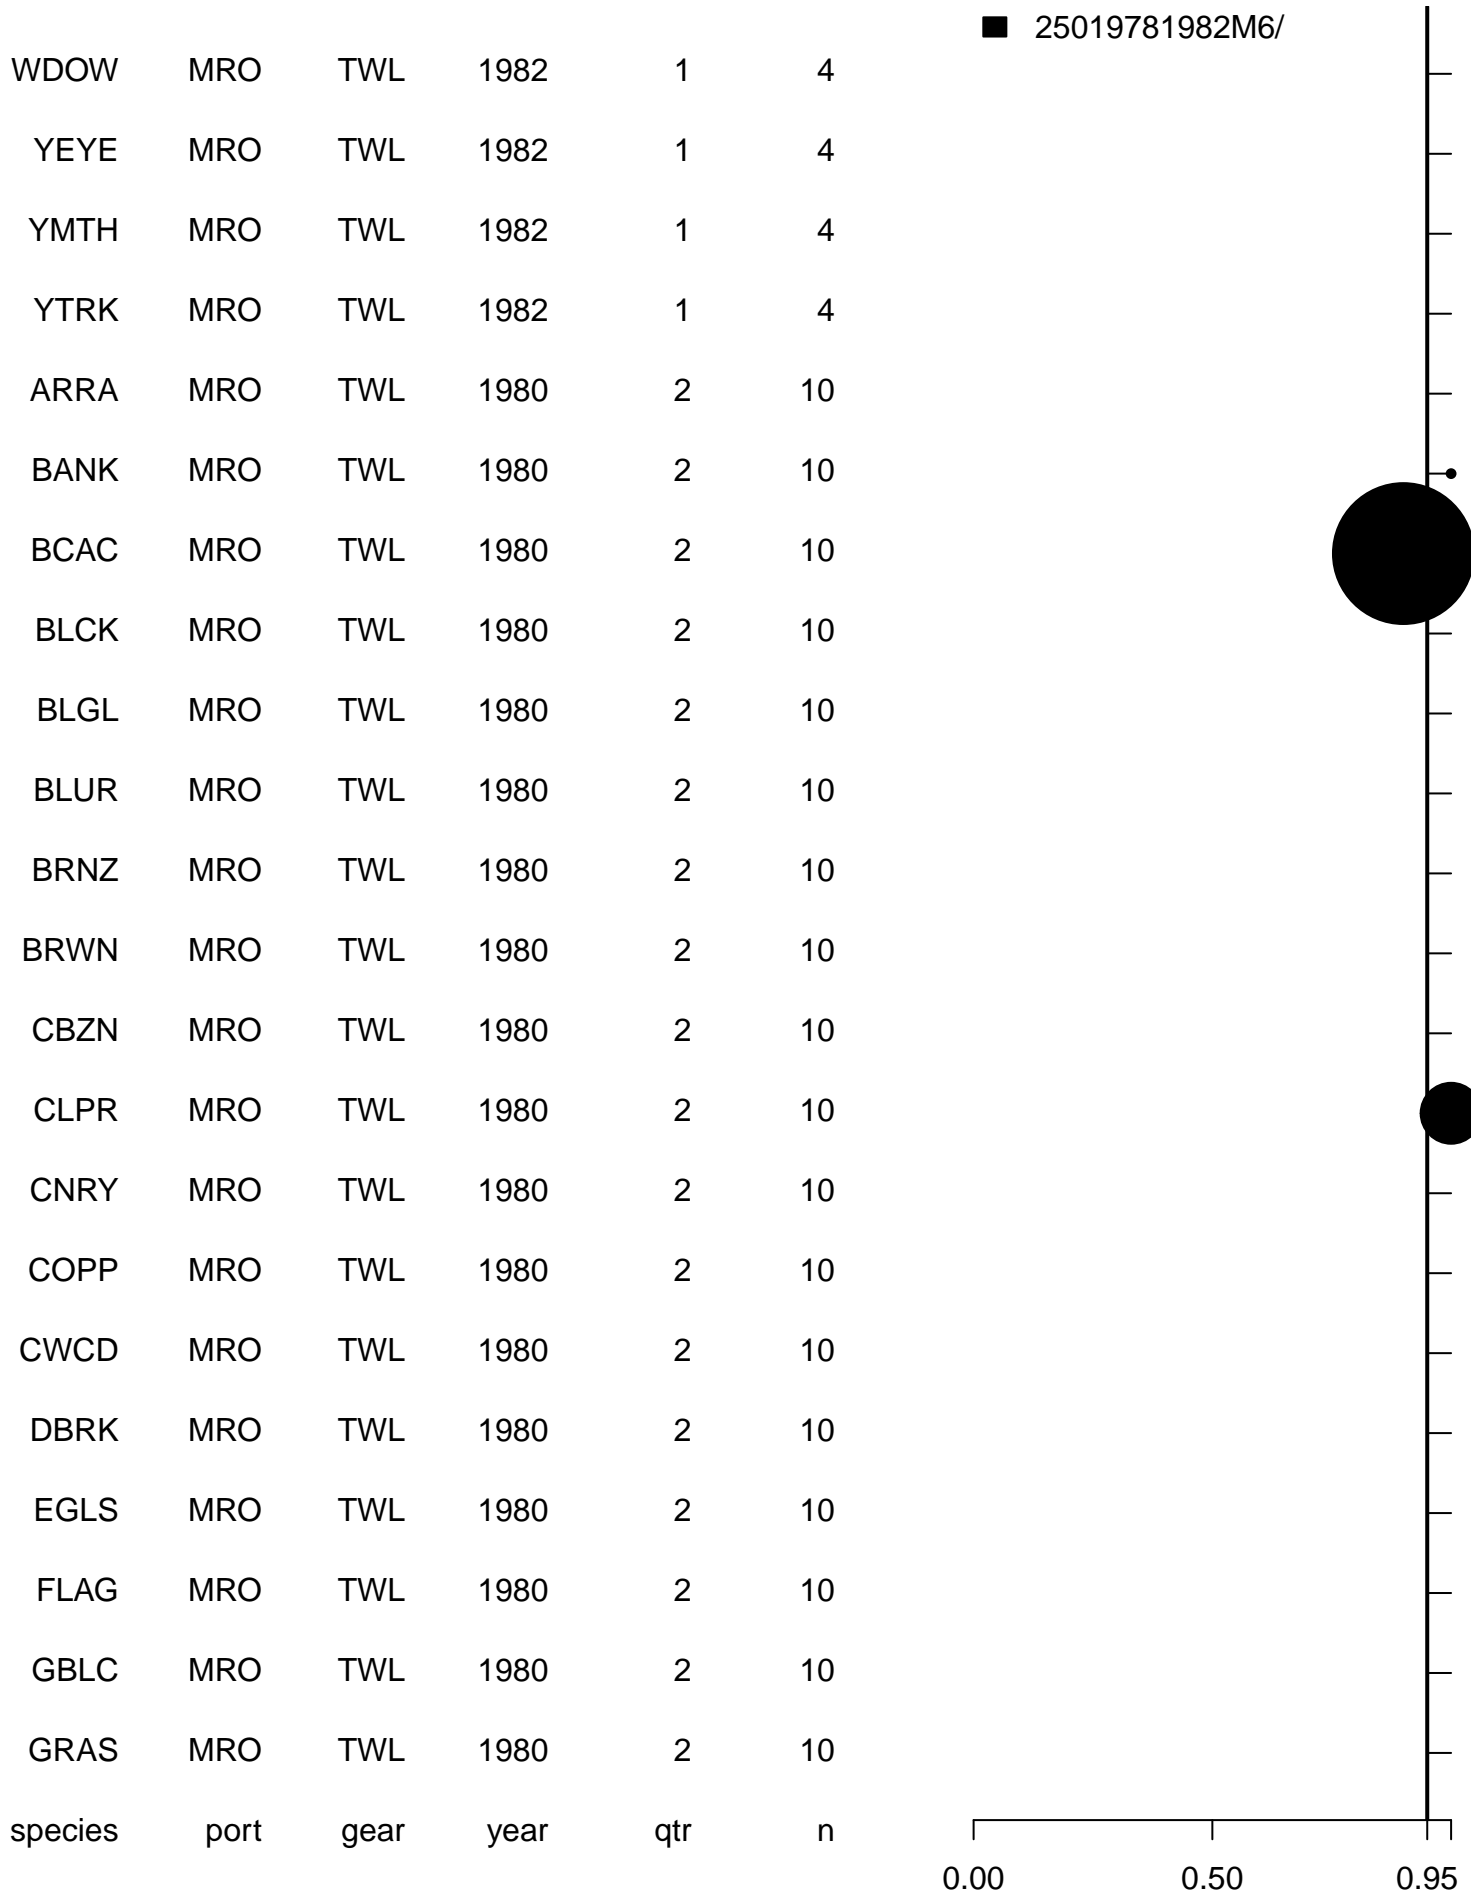 25019781982M6/
WDOW MRO TWL 1982 1 4
YEYE MRO TWL 1982 1 4
YMTH MRO TWL 1982 1 4
YTRK MRO TWL 1982 1 4
ARRA MRO TWL 1980 2 10
BANK MRO TWL 1980 2 10
BCAC MRO TWL 1980 2 10
BLCK MRO TWL 1980 2 10
BLGL MRO TWL 1980 2 10
BLUR MRO TWL 1980 2 10
BRNZ MRO TWL 1980 2 10
BRWN MRO TWL 1980 2 10
CBZN MRO TWL 1980 2 10
CLPR MRO TWL 1980 2 10
CNRY MRO TWL 1980 2 10
COPP MRO TWL 1980 2 10
CWCD MRO TWL 1980 2 10
DBRK MRO TWL 1980 2 10
EGLS MRO TWL 1980 2 10
FLAG MRO TWL 1980 2 10
GBLC MRO TWL 1980 2 10
GRAS MRO TWL 1980 2 10
species port gear year qtr n
0.00 0.50 0.95